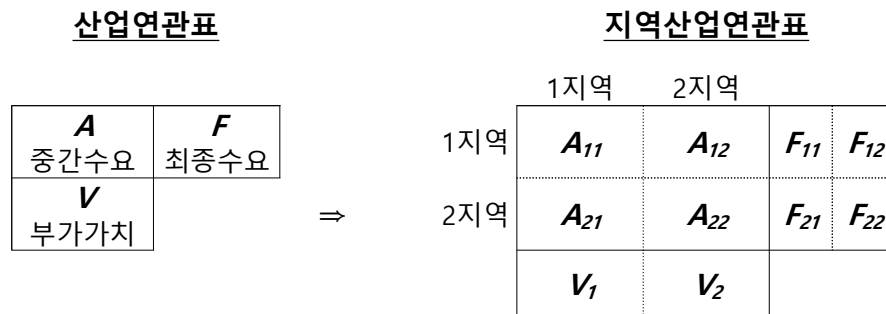 산업연관표
지역산업연관표
1지역 2지역
A F
중간수요 최종수요
V
부가가치
⇒
1지역 A11 A12 F11 F12
2지역 A21 A22 F21 F22
V1 V2